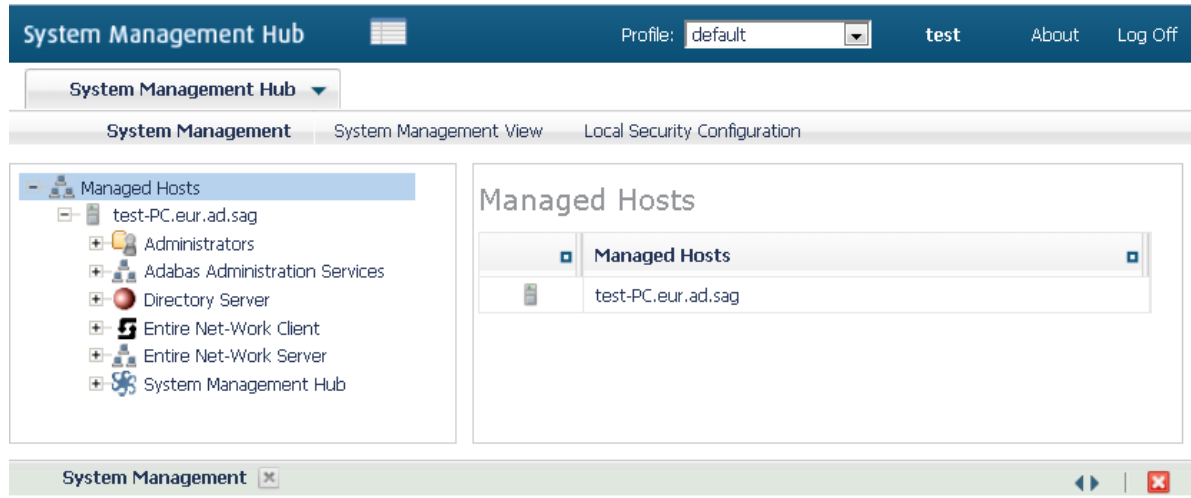 System Management Hub Profile: default test About Log Off
System Management Hub
System Management System Management View Local Security Configuration
Managed Hosts
test-PC.eur.ad.sag
Administrators
Adabas Administration Services
Directory Server
Entire Net-Work Client
Entire Net-Work Server
System Management Hub
Managed Hosts
Managed Hosts
test-PC.eur.ad.sag
System Management